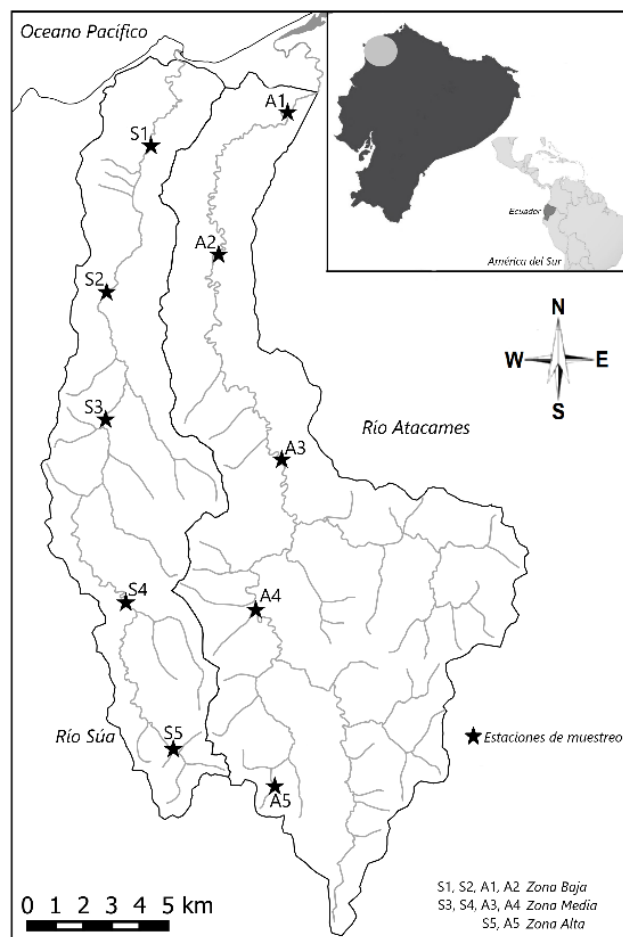 Oceano Pacífico
A1
S1
Ecuador
América del Sur
A2
S2
N
W E
S
S3
Río Atacames
A3
S4
A4
Río Súa
S5
Estaciones de muestreo
A5
S1, S2, A1, A2 Zona Baja
S3, S4, A3, A4 Zona Media
S5, A5 Zona Alta
0 1 2 3 4 5 km